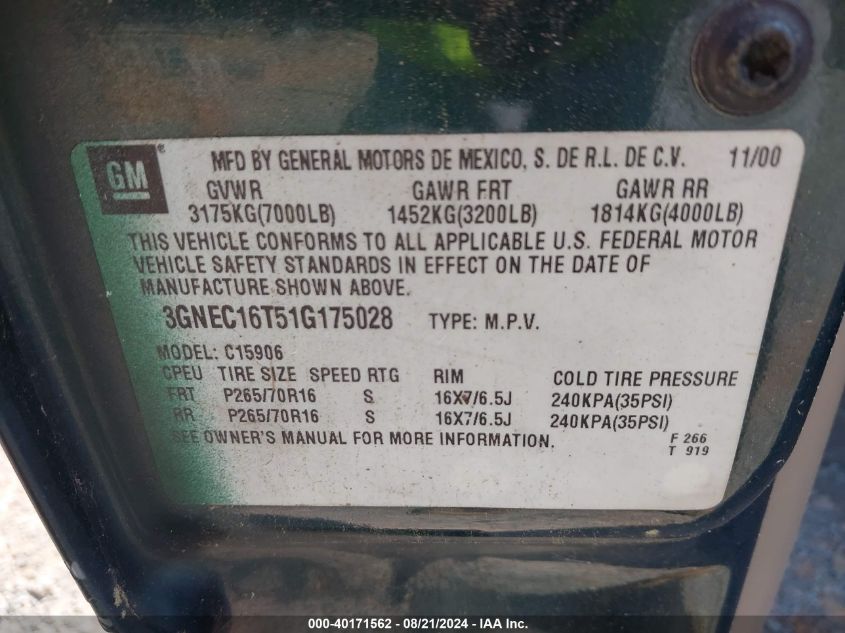 GM ® MFD BY GENERAL MOTORS DE MEXICO, S. DE R.L. DE C.V. 11/00
GVWR GAWR FRT GAWR RR
3175KG(7000LB) 1452KG(3200LB) 1814KG(4000LB)
THIS VEHICLE CONFORMS TO ALL APPLICABLE U.S. FEDERAL MOTOR
VEHICLE SAFETY STANDARDS IN EFFECT ON THE DATE OF
MANUFACTURE SHOWN ABOVE.
3GNEC16T51G175028 TYPE: M.P.V.
MODEL: C15906
CPEU TIRE SIZE SPEED RTG RIM COLD TIRE PRESSURE
FRT P265/70R16 S 16X7/6.5J 240KPA(35PSI)
RR P265/70R16 S 16X7/6.5J 240KPA(35PSI)
SEE OWNER'S MANUAL FOR MORE INFORMATION. F 266
T 919
000-40171562 - 08/21/2024 - IAA Inc.